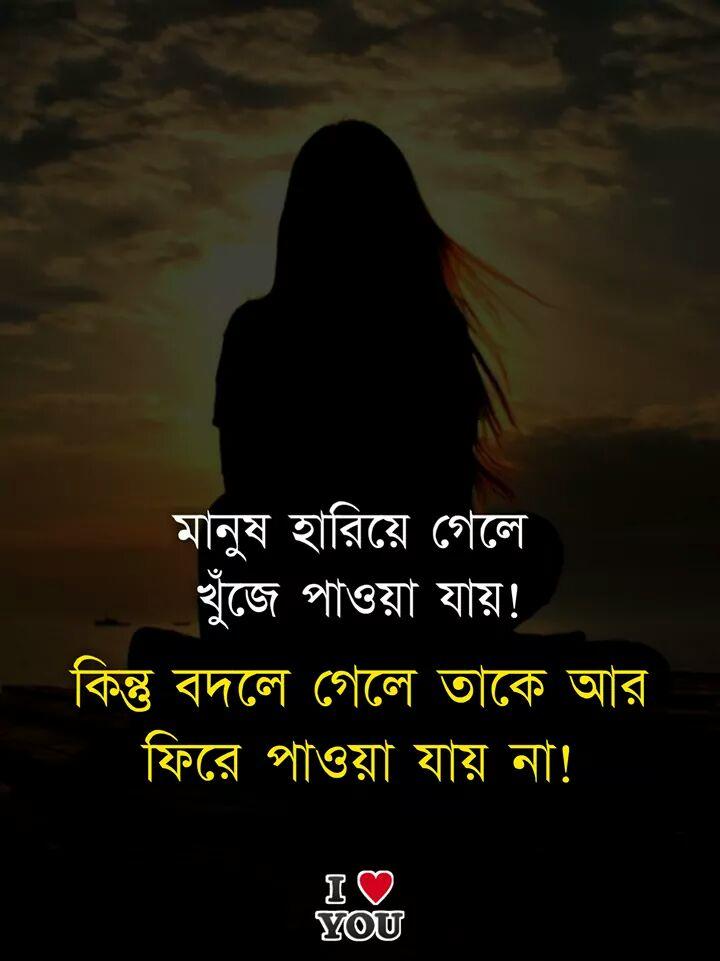 মানুষ হারিয়ে গেলে
খুঁজে পাওয়া যায়!
কিন্তু বদলে গেলে তাকে আর
ফিরে পাওয়া যায় না!
I ❤
YOU